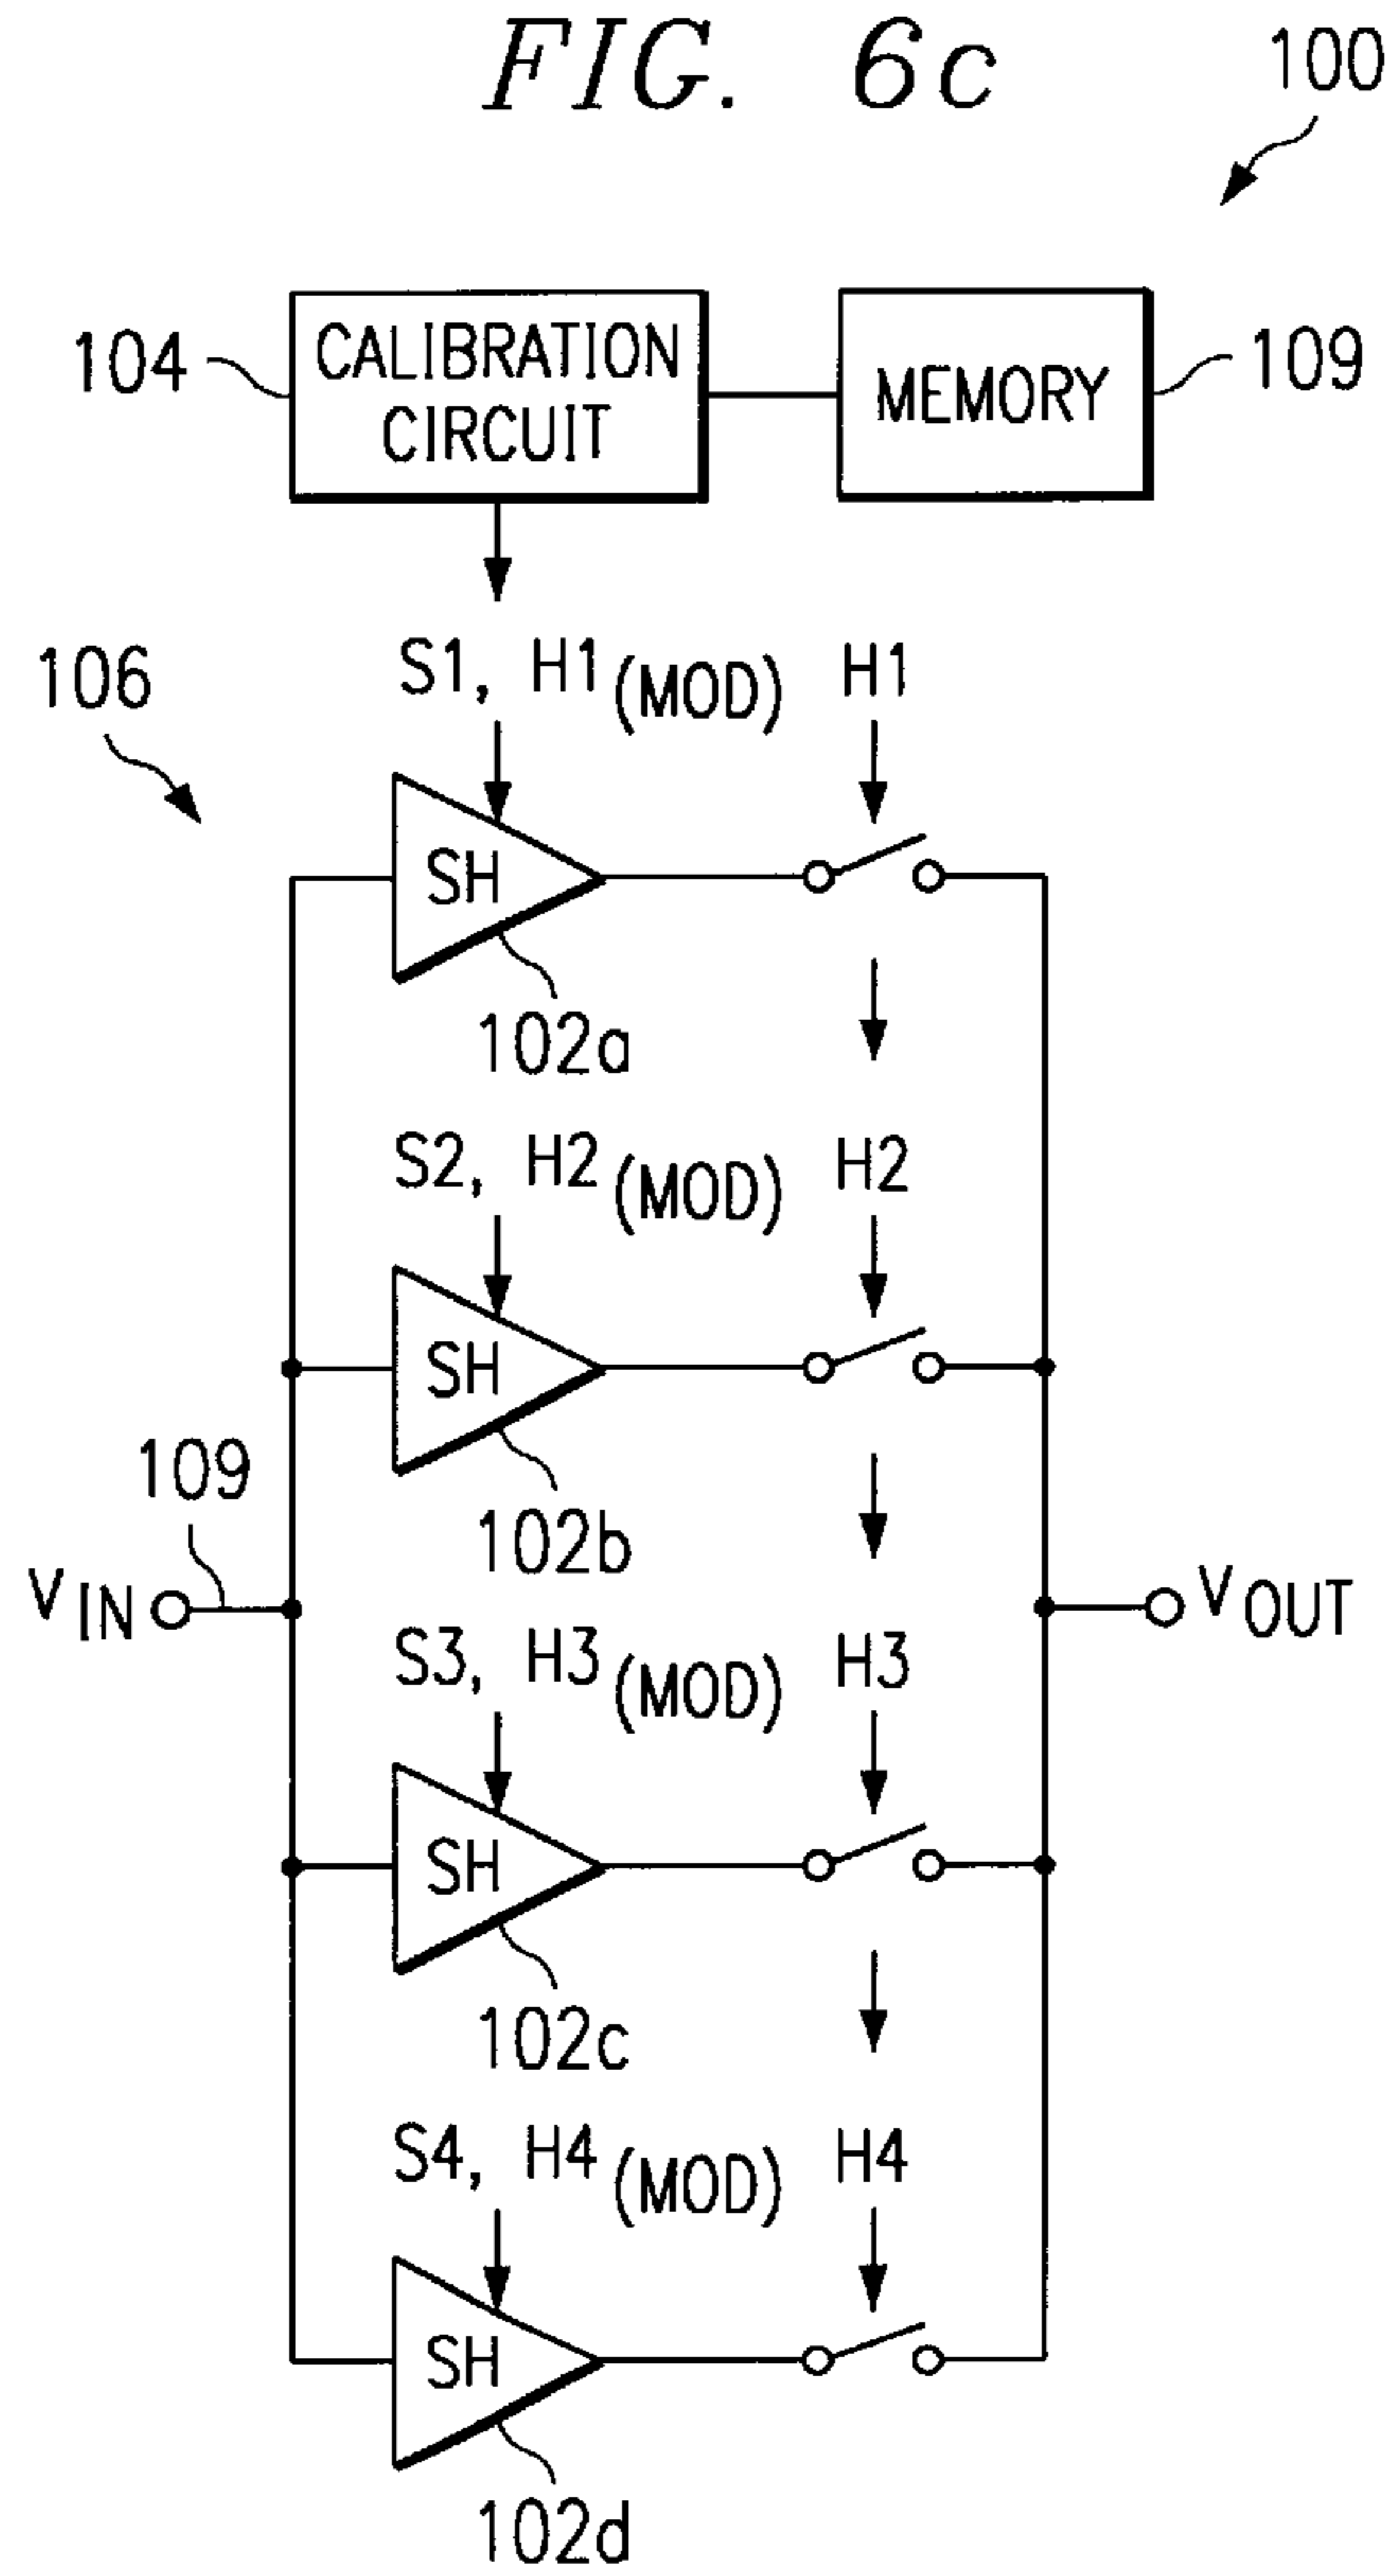 FIG. 6c
100
104
CALIBRATION
CIRCUIT
MEMORY
109
106
S1, H1(MOD) H1
SH
102a
S2, H2(MOD) H2
SH
102b
109
VIN
VOUT
S3, H3(MOD) H3
SH
102c
S4, H4(MOD) H4
SH
102d